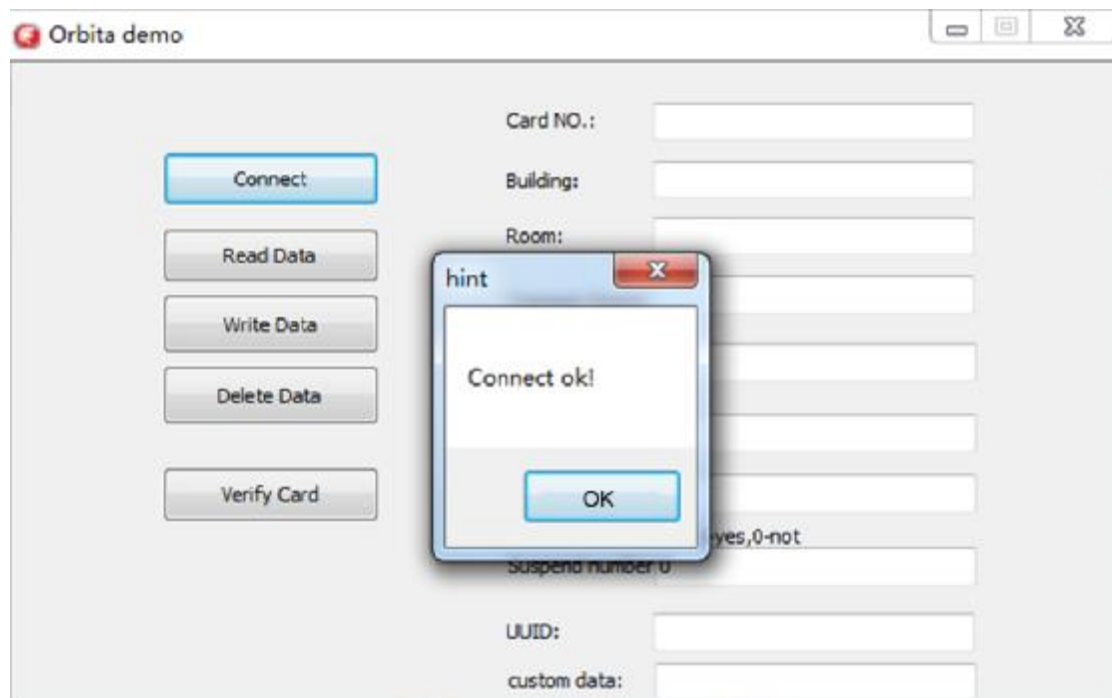 Orbita demo
Card NO.:
Connect
Building:
Room:
Read Data
hint
Write Data
Connect ok!
Delete Data
Verify Card
OK
yes,0-not
Suspend number 0
UUID:
custom data: